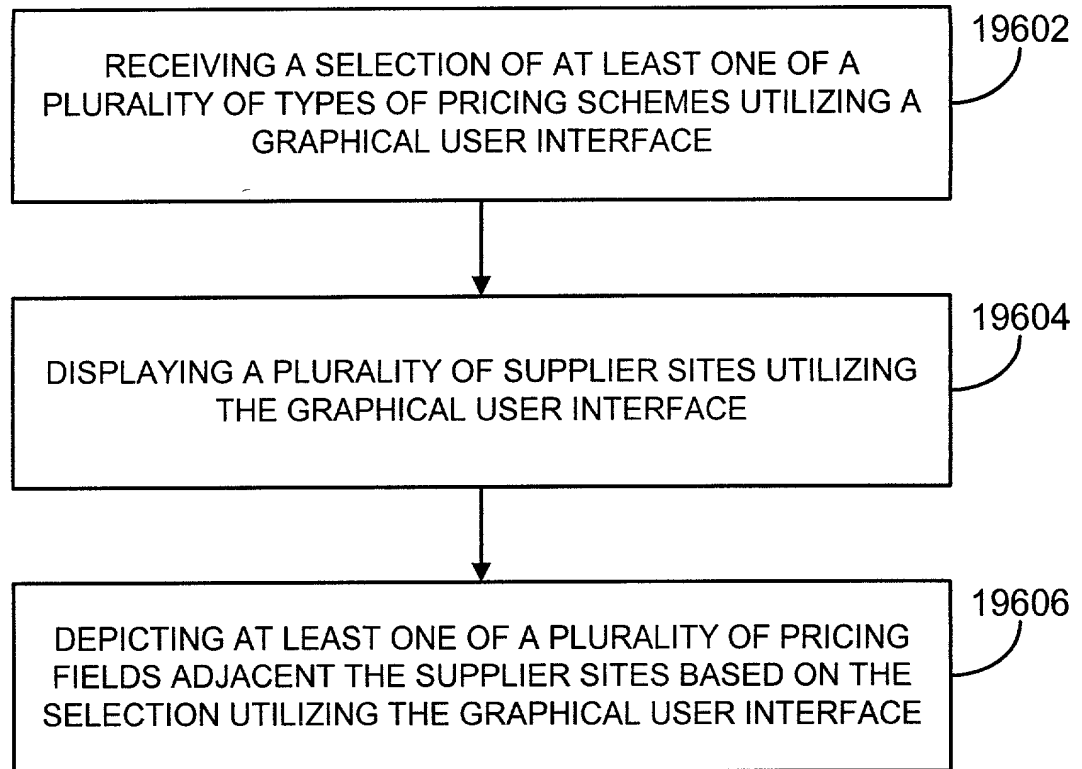 19602
RECEIVING A SELECTION OF AT LEAST ONE OF A
PLURALITY OF TYPES OF PRICING SCHEMES UTILIZING A
GRAPHICAL USER INTERFACE
19604
DISPLAYING A PLURALITY OF SUPPLIER SITES UTILIZING
THE GRAPHICAL USER INTERFACE
19606
DEPICTING AT LEAST ONE OF A PLURALITY OF PRICING
FIELDS ADJACENT THE SUPPLIER SITES BASED ON THE
SELECTION UTILIZING THE GRAPHICAL USER INTERFACE